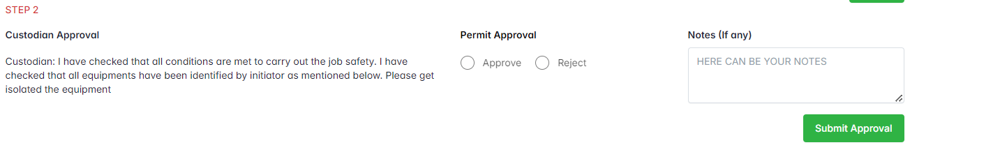 STEP 2
Custodian Approval
Permit Approval
Notes (If any)
Custodian: I have checked that all conditions are met to carry out the job safety. I have
checked that all equipments have been identified by initiator as mentioned below. Please get
isolated the equipment
Approve
Reject
HERE CAN BE YOUR NOTES
Submit Approval